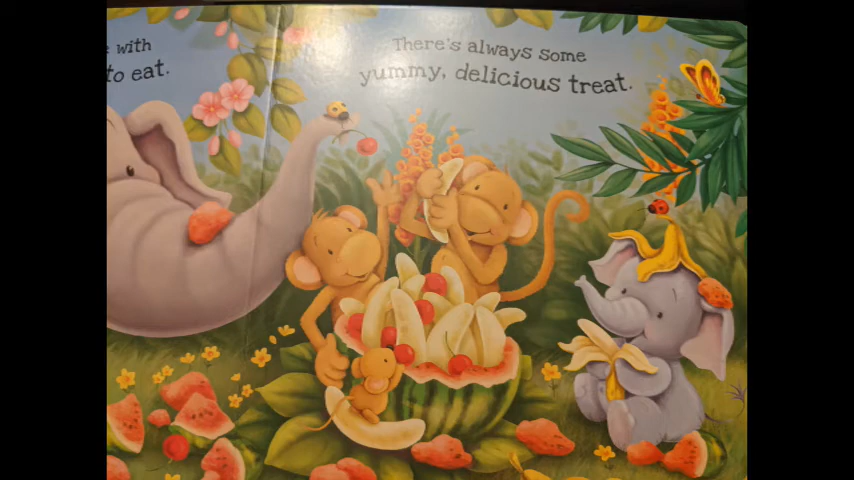 with
to eat.
There's always some
yummy, delicious treat.